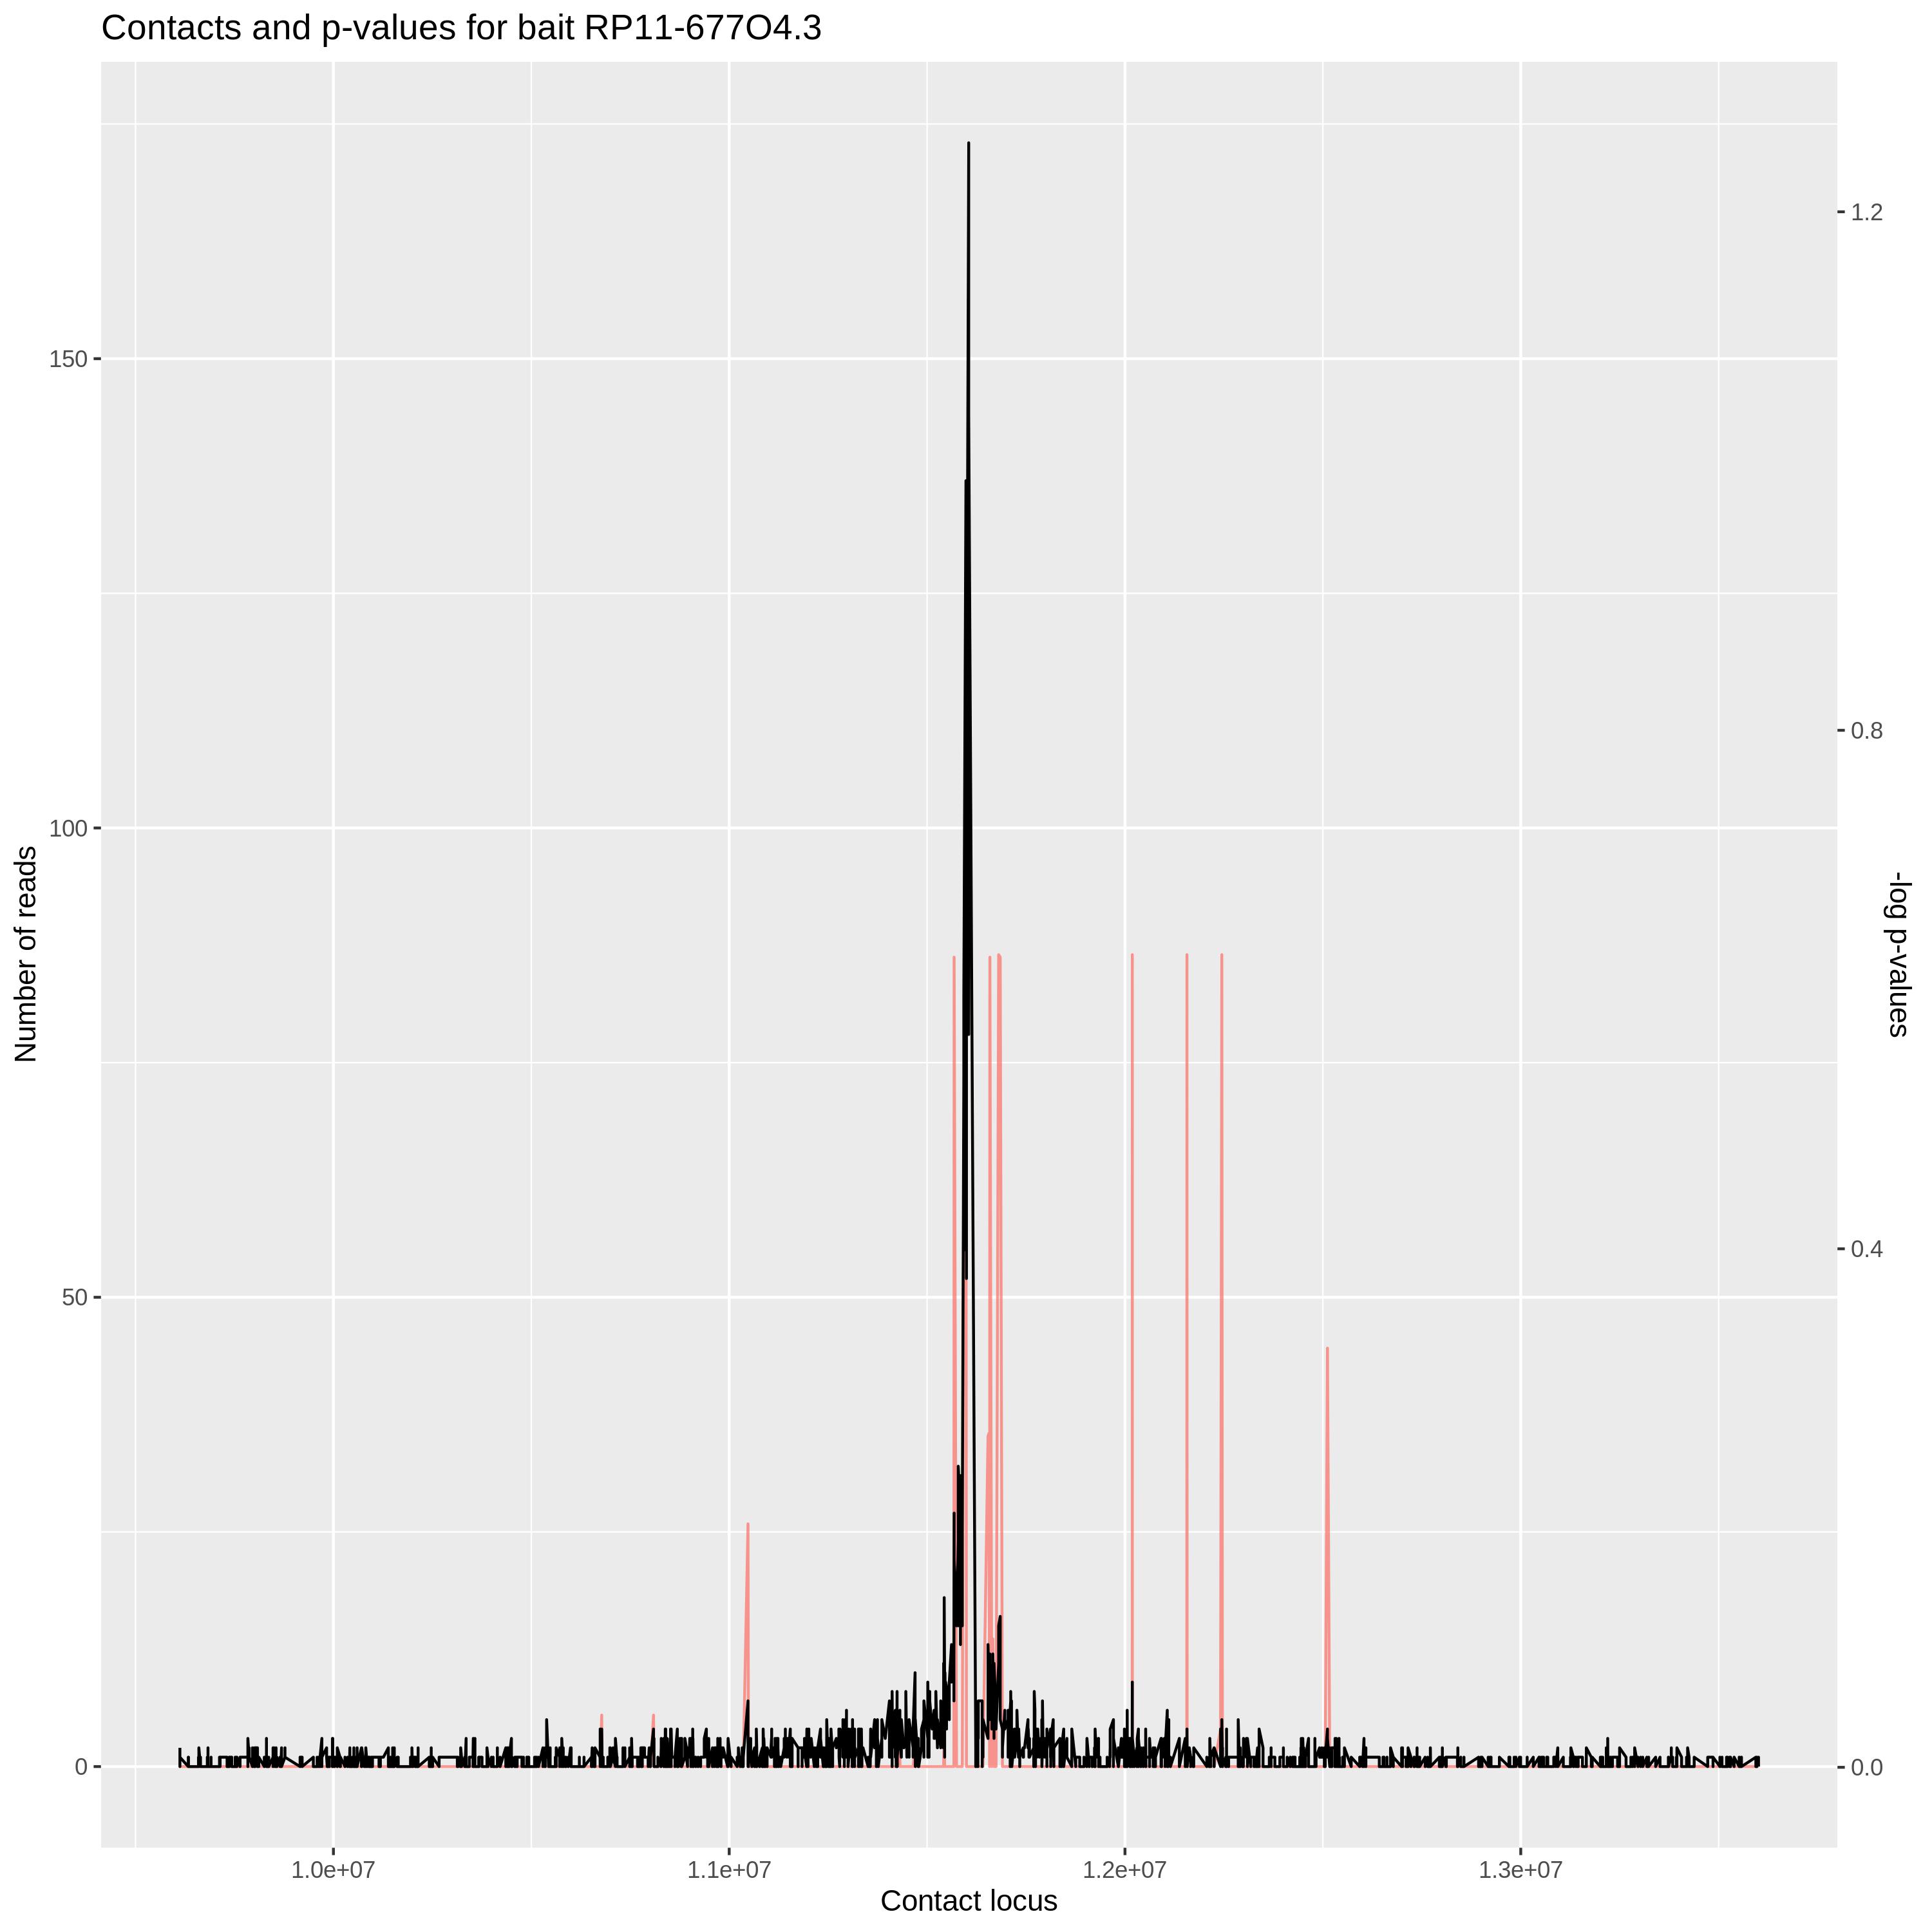 Contacts and p-values for bait RP11-677O4.3
150
100
50
0
Number of reads
1.2
0.8
0.4
0.0
-log p-values
1.0e+07
1.1e+07
1.2e+07
1.3e+07
Contact locus